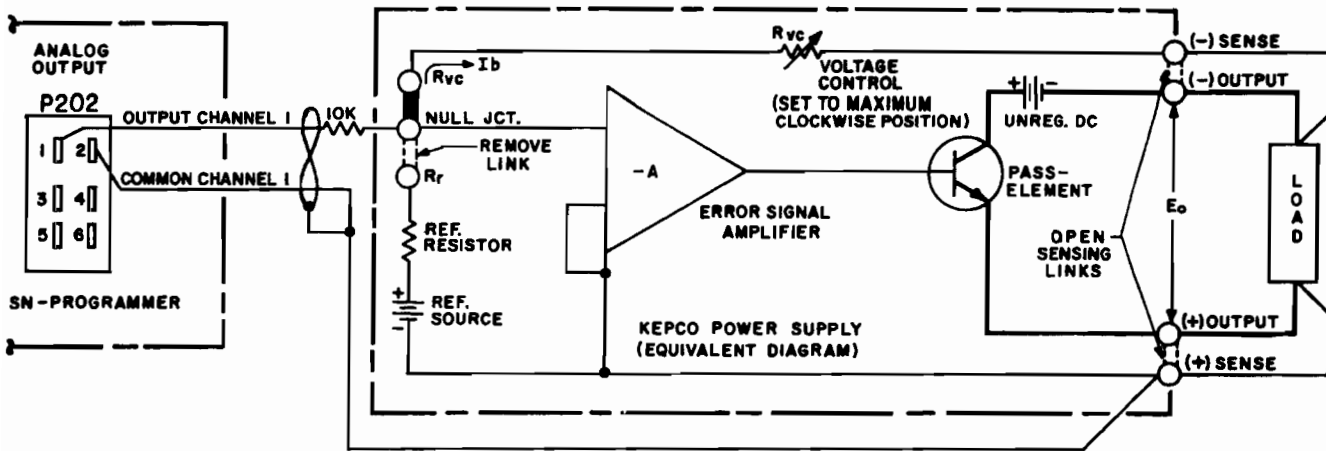 ANALOG
OUTPUT
P202
1
2
3
4
5
6
SN-PROGRAMMER
OUTPUT CHANNEL 1
COMMON CHANNEL 1
10K
Rvc
Ib
NULL JCT.
REMOVE
LINK
Rr
REF.
RESISTOR
+
REF.
SOURCE
-
-A
ERROR SIGNAL
AMPLIFIER
KEPCO POWER SUPPLY
(EQUIVALENT DIAGRAM)
Rvc
VOLTAGE
CONTROL
(SET TO MAXIMUM
CLOCKWISE POSITION)
+ -
UNREG. DC
PASS-
ELEMENT
OPEN
SENSING
LINKS
(-) SENSE
(-) OUTPUT
Eo
LOAD
(+) OUTPUT
(+) SENSE